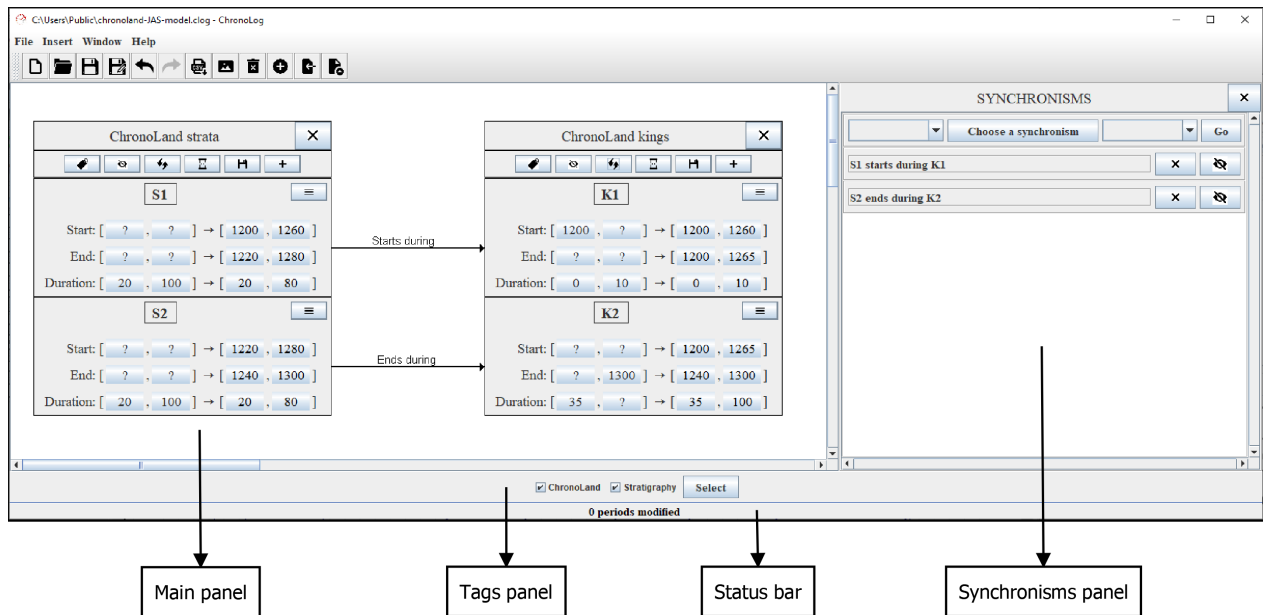 C:\Users\Public\chronoland-JAS-model.clog - ChronoLog
File Insert Window Help
SYNCHRONISMS
Choose a synchronism Go
S1 starts during K1
S2 ends during K2
ChronoLand strata
S1
Start: [ ? , ? ] → [ 1200 , 1260 ]
End: [ ? , ? ] → [ 1220 , 1280 ]
Duration: [ 20 , 100 ] → [ 20 , 80 ]
S2
Start: [ ? , ? ] → [ 1220 , 1280 ]
End: [ ? , ? ] → [ 1240 , 1300 ]
Duration: [ 20 , 100 ] → [ 20 , 80 ]
Starts during
Ends during
ChronoLand kings
K1
Start: [ 1200 , ? ] → [ 1200 , 1260 ]
End: [ ? , ? ] → [ 1200 , 1265 ]
Duration: [ 0 , 10 ] → [ 0 , 10 ]
K2
Start: [ ? , ? ] → [ 1200 , 1265 ]
End: [ ? , 1300 ] → [ 1240 , 1300 ]
Duration: [ 35 , ? ] → [ 35 , 100 ]
ChronoLand Stratigraphy Select
0 periods modified
Main panel
Tags panel
Status bar
Synchronisms panel